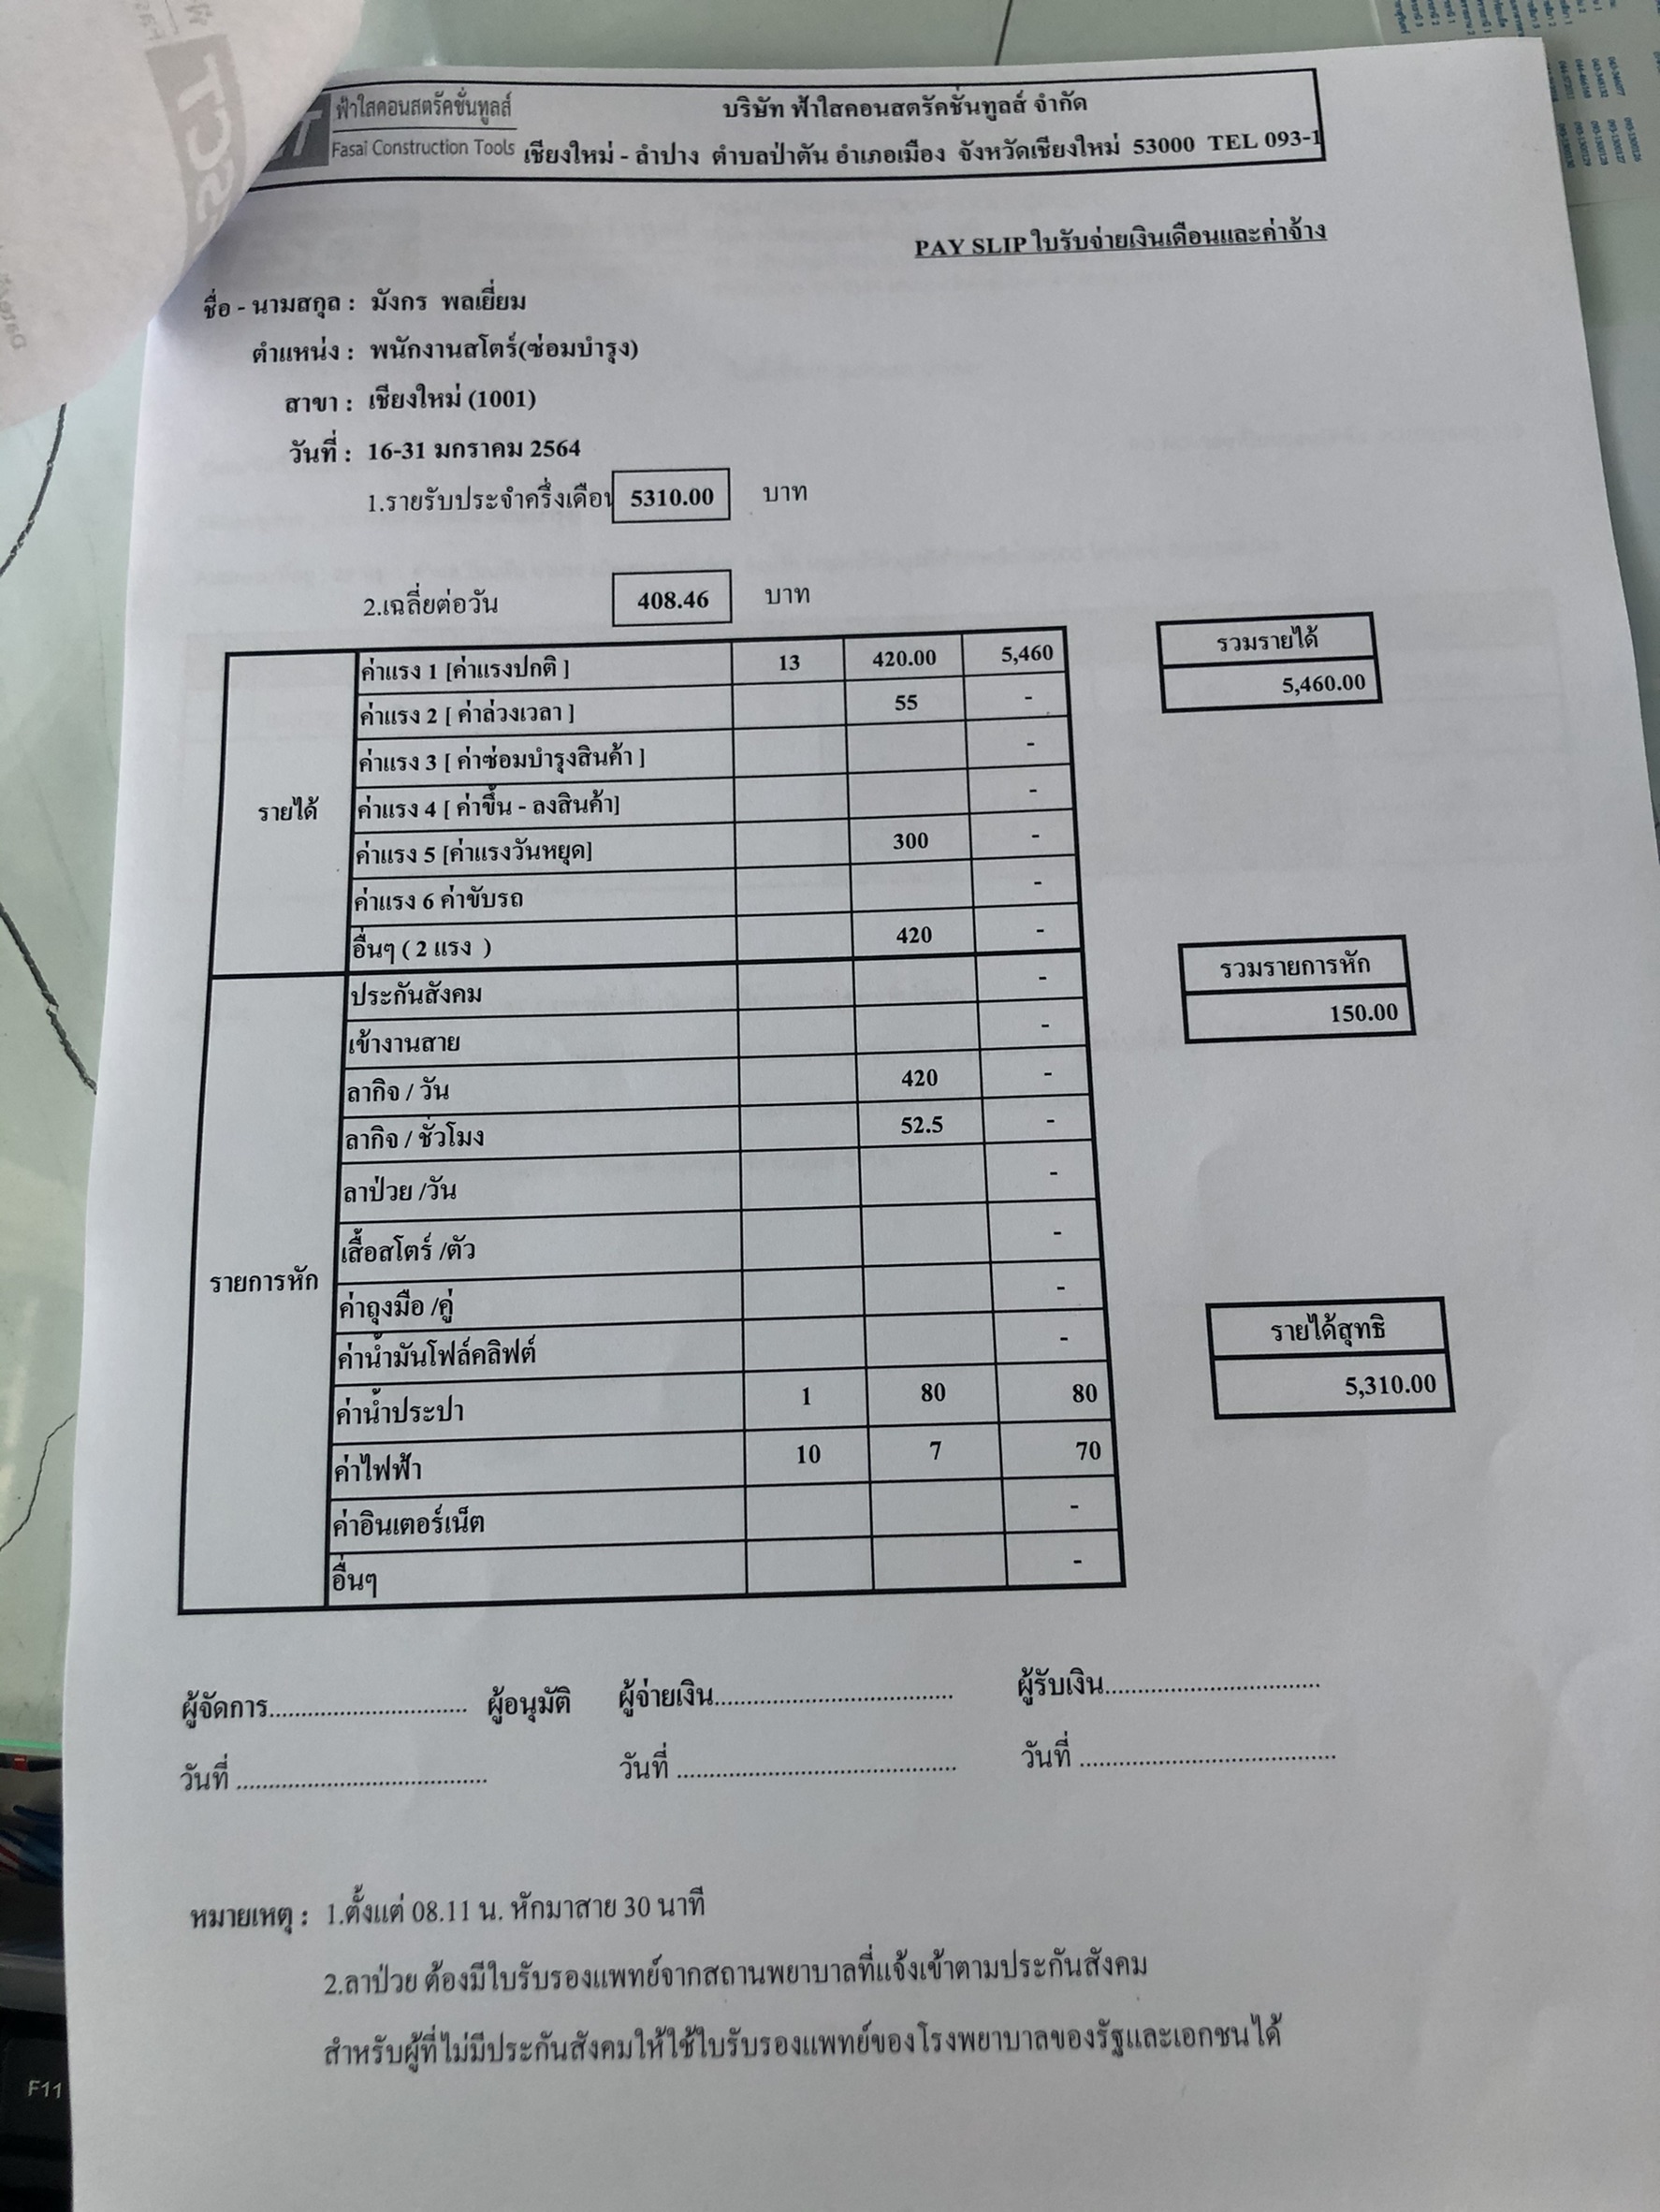 ฟ้าใสคอนสตรัคชั่นทูลส์
Fasai Construction Tools
บริษัท ฟ้าใสคอนสตรัคชั่นทูลส์ จำกัด
เชียงใหม่ - ลำปาง ตำบลป่าตัน อำเภอเมือง จังหวัดเชียงใหม่ 53000 TEL 093-1
PAY SLIP ใบรับจ่ายเงินเดือนและค่าจ้าง
ชื่อ - นามสกุล : มังกร พลเยี่ยม
ตำแหน่ง : พนักงานสโตร์(ซ่อมบำรุง)
สาขา : เชียงใหม่ (1001)
วันที่ : 16-31 มกราคม 2564
1.รายรับประจำครึ่งเดือน 5310.00 บาท
2.เฉลี่ยต่อวัน 408.46 บาท
รายได้
ค่าแรง 1 [ค่าแรงปกติ ] 13 420.00 5,460
ค่าแรง 2 [ ค่าล่วงเวลา ] 55 -
ค่าแรง 3 [ ค่าซ่อมบำรุงสินค้า ] -
ค่าแรง 4 [ ค่าขึ้น - ลงสินค้า] -
ค่าแรง 5 [ค่าแรงวันหยุด] 300 -
ค่าแรง 6 ค่าขับรถ -
อื่นๆ ( 2 แรง ) 420 -
รวมรายได้
5,460.00
รายการหัก
ประกันสังคม -
เข้างานสาย -
ลากิจ / วัน 420 -
ลากิจ / ชั่วโมง 52.5 -
ลาป่วย /วัน -
เสื้อสโตร์ /ตัว -
ค่าถุงมือ /คู่ -
ค่าน้ำมันโฟล์คลิฟต์ -
ค่าน้ำประปา 1 80 80
ค่าไฟฟ้า 10 7 70
ค่าอินเตอร์เน็ต -
อื่นๆ -
รวมรายการหัก
150.00
รายได้สุทธิ
5,310.00
ผู้จัดการ............................... ผู้อนุมัติ ผู้จ่ายเงิน..................................... ผู้รับเงิน..................................
วันที่ ....................................... วันที่ ............................................ วันที่ ........................................
หมายเหตุ : 1.ตั้งแต่ 08.11 น. หักมาสาย 30 นาที
2.ลาป่วย ต้องมีใบรับรองแพทย์จากสถานพยาบาลที่แจ้งเข้าตามประกันสังคม
สำหรับผู้ที่ไม่มีประกันสังคมให้ใช้ใบรับรองแพทย์ของโรงพยาบาลของรัฐและเอกชนได้
F11